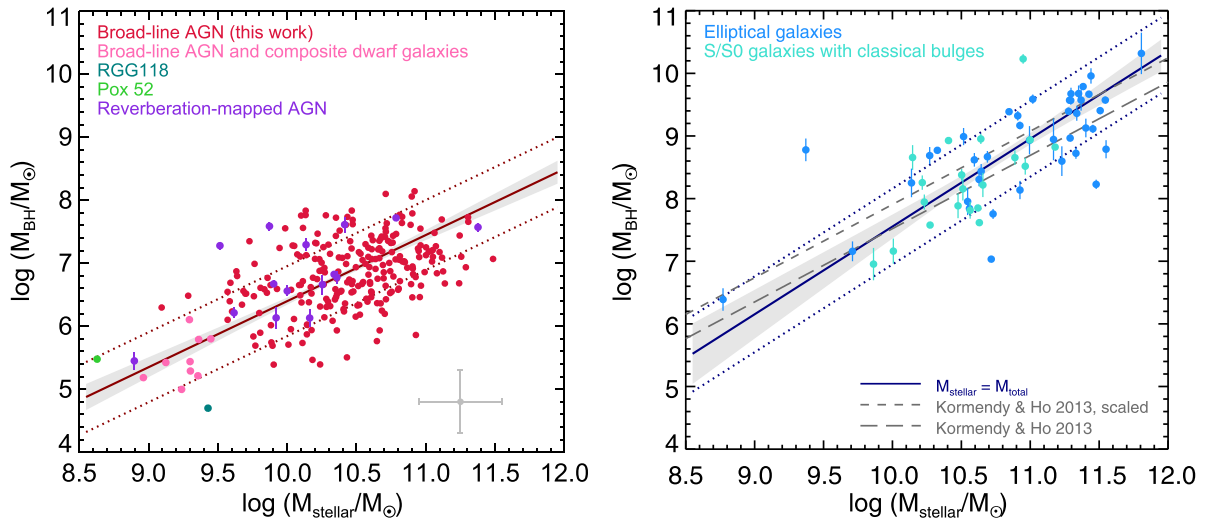 Broad-line AGN (this work)
Broad-line AGN and composite dwarf galaxies
RGG118
Pox 52
Reverberation-mapped AGN
log (M_BH/M_⊙)
11
10
9
8
7
6
5
4
8.5 9.0 9.5 10.0 10.5 11.0 11.5 12.0
log (M_stellar/M_⊙)
Elliptical galaxies
S/S0 galaxies with classical bulges
log (M_BH/M_⊙)
11
10
9
8
7
6
5
4
M_stellar = M_total
Kormendy & Ho 2013, scaled
Kormendy & Ho 2013
8.5 9.0 9.5 10.0 10.5 11.0 11.5 12.0
log (M_stellar/M_⊙)